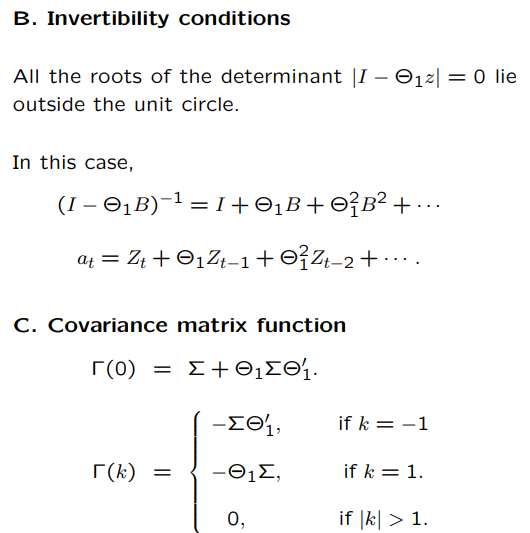 B. Invertibility conditions
All the roots of the determinant |I − Θ₁z| = 0 lie
outside the unit circle.
In this case,
(I − Θ₁B)⁻¹ = I + Θ₁B + Θ₁²B² + ···
aₜ = Zₜ + Θ₁Zₜ₋₁ + Θ₁²Zₜ₋₂ + ··· .
C. Covariance matrix function
Γ(0) = Σ + Θ₁ΣΘ₁′.
−ΣΘ₁′, if k = −1
Γ(k) = { −Θ₁Σ, if k = 1.
0, if |k| > 1.